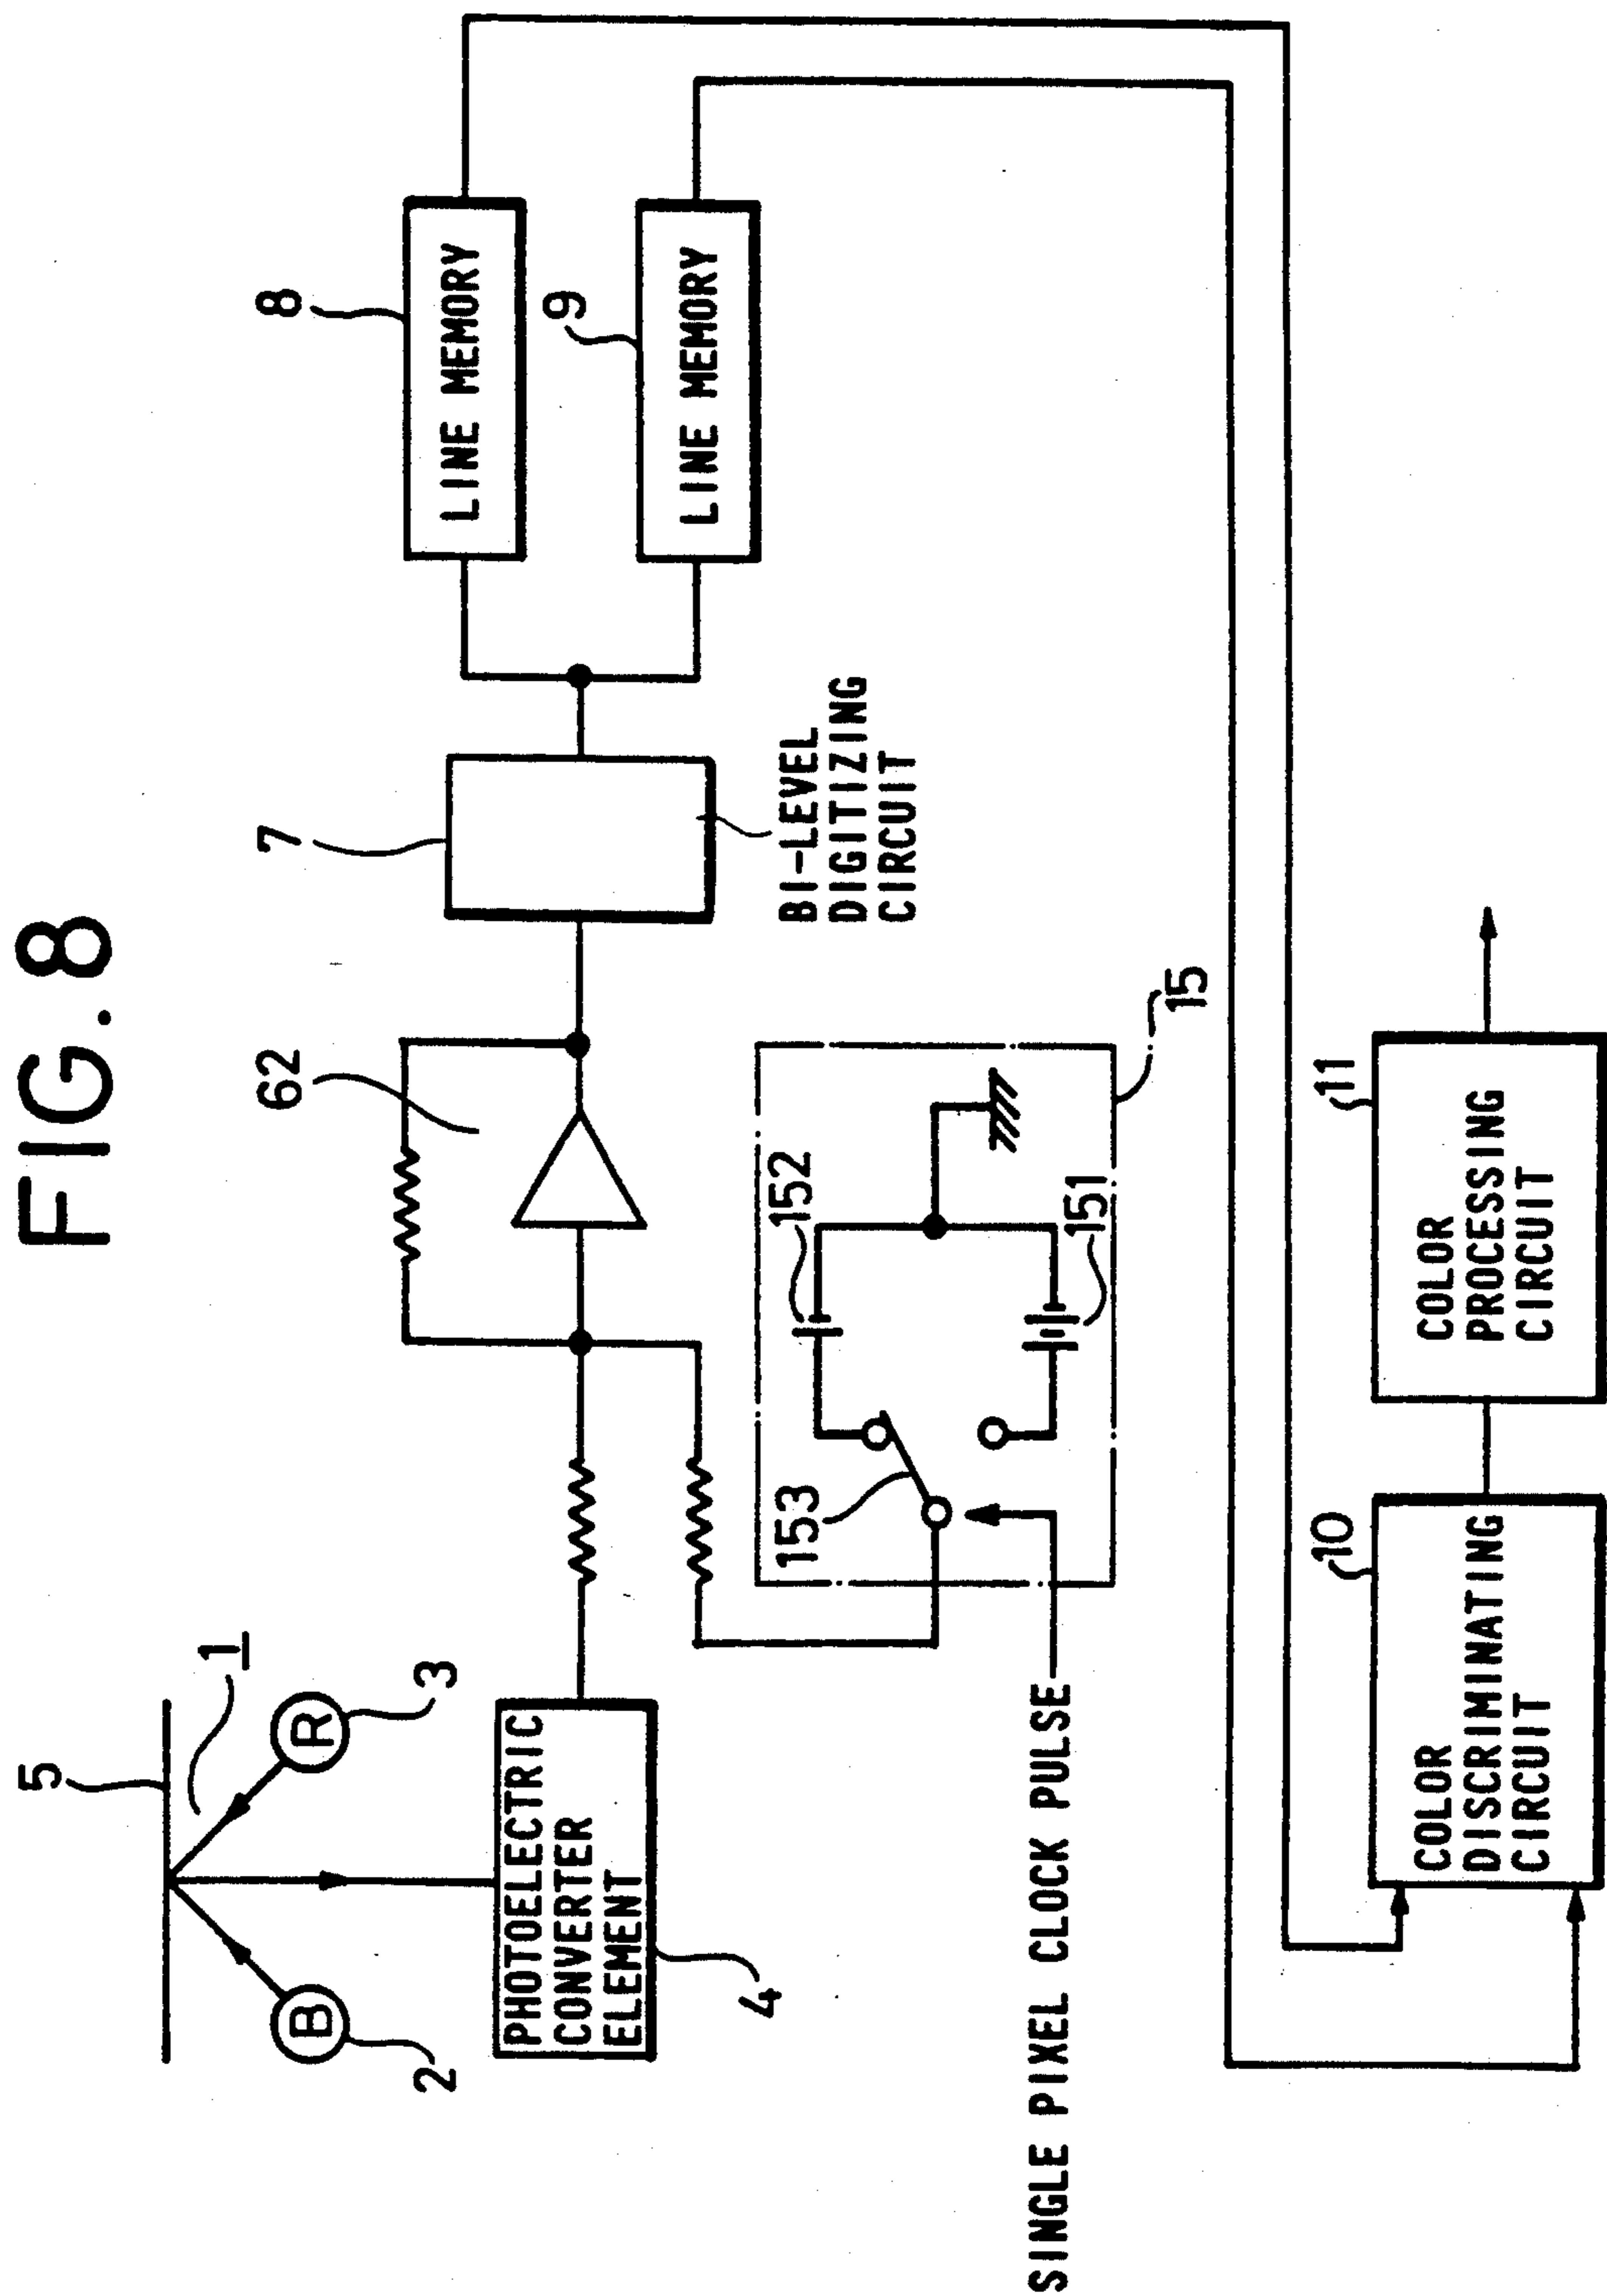 FIG. 8
5
1
B
R
2
3
PHOTOELECTRIC
CONVERTER
ELEMENT
4
62
7
BI-LEVEL
DIGITIZING
CIRCUIT
8
LINE MEMORY
9
LINE MEMORY
153
152
151
15
SINGLE PIXEL CLOCK PULSE
10
COLOR
DISCRIMINATING
CIRCUIT
11
COLOR
PROCESSING
CIRCUIT